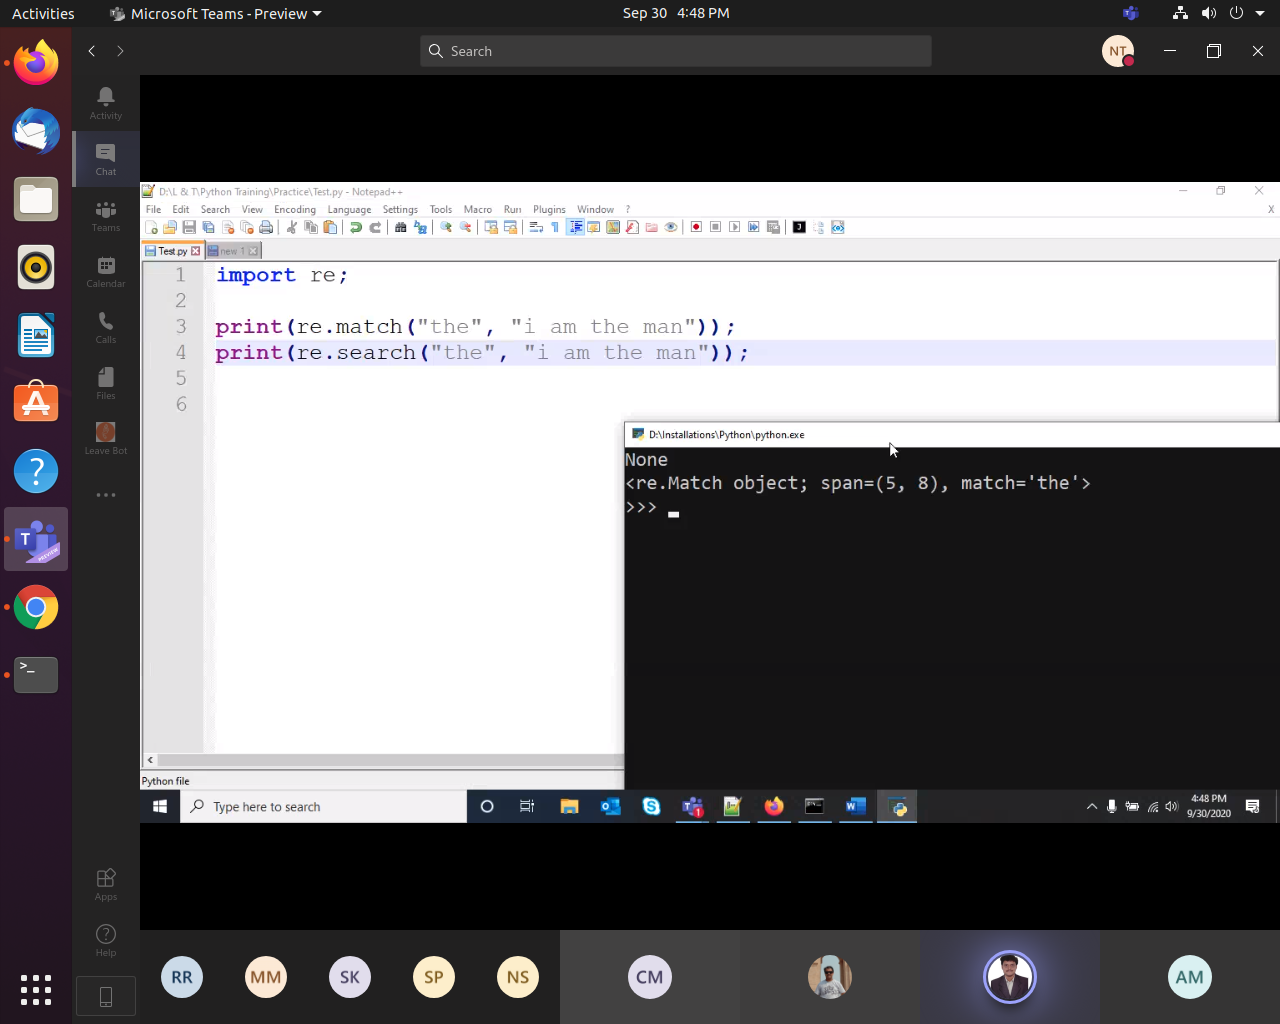 Activities
Microsoft Teams - Preview
Sep 30 4:48 PM
Search
NT
Activity
Chat
Teams
Calendar
Calls
Files
Leave Bot
D:\L & T\Python Training\Practice\Test.py - Notepad++
File Edit Search View Encoding Language Settings Tools Macro Run Plugins Window ? X
Test.py new 1
1 import re;
2
3 print(re.match("the", "i am the man"));
4 print(re.search("the", "i am the man"));
5
6
D:\Installations\Python\python.exe
None
<re.Match object; span=(5, 8), match='the'>
>>>
Python file
Type here to search
4:48 PM
9/30/2020
Apps
Help
RR MM SK SP NS CM AM